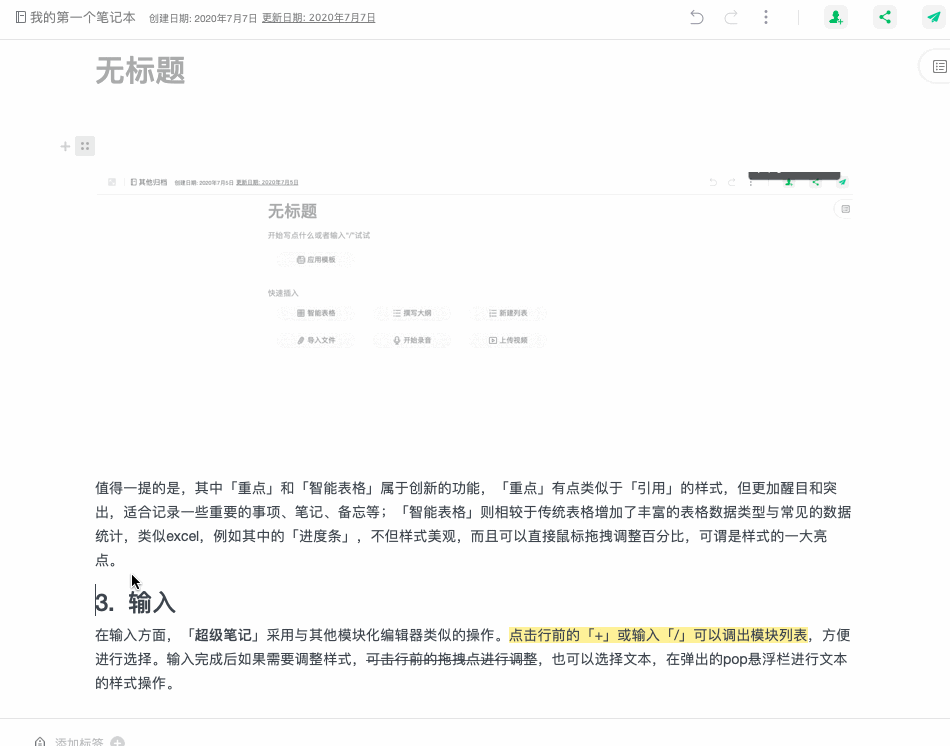 我的第一个笔记本 创建日期: 2020年7月7日 更新日期: 2020年7月7日
无标题
其他归档 创建日期: 2020年7月5日 更新日期: 2020年7月5日
无标题
开始写点什么或者输入"/"试试
应用模板
快速插入
智能表格 撰写大纲 新建列表
导入文件 开始录音 上传视频
值得一提的是，其中「重点」和「智能表格」属于创新的功能，「重点」有点类似于「引用」的样式，但更加醒目和突
出，适合记录一些重要的事项、笔记、备忘等；「智能表格」则相较于传统表格增加了丰富的表格数据类型与常见的数据
统计，类似excel，例如其中的「进度条」，不但样式美观，而且可以直接鼠标拖拽调整百分比，可谓是样式的一大亮
点。
3. 输入
在输入方面，「超级笔记」采用与其他模块化编辑器类似的操作。点击行前的「+」或输入「/」可以调出模块列表，方便
进行选择。输入完成后如果需要调整样式，可击行前的拖拽点进行调整，也可以选择文本，在弹出的pop悬浮栏进行文本
的样式操作。
添加标签